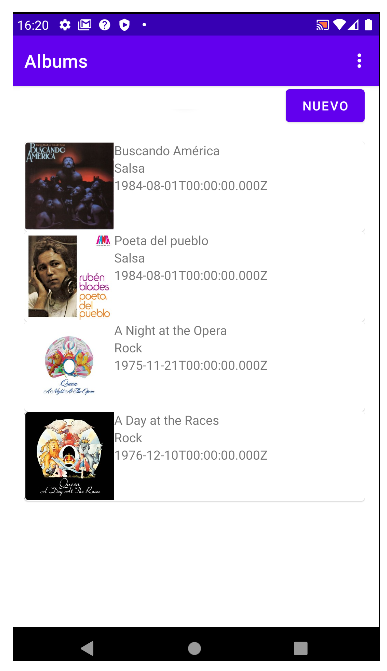 16:20
Albums
NUEVO
BUSCANDO
AMÉRICA
Buscando América
Salsa
1984-08-01T00:00:00.000Z
rubén
blades
poeta
del
pueblo
Poeta del pueblo
Salsa
1984-08-01T00:00:00.000Z
Queen
A Night At The Opera
A Night at the Opera
Rock
1975-11-21T00:00:00.000Z
Queen
A Day At The Races
A Day at the Races
Rock
1976-12-10T00:00:00.000Z